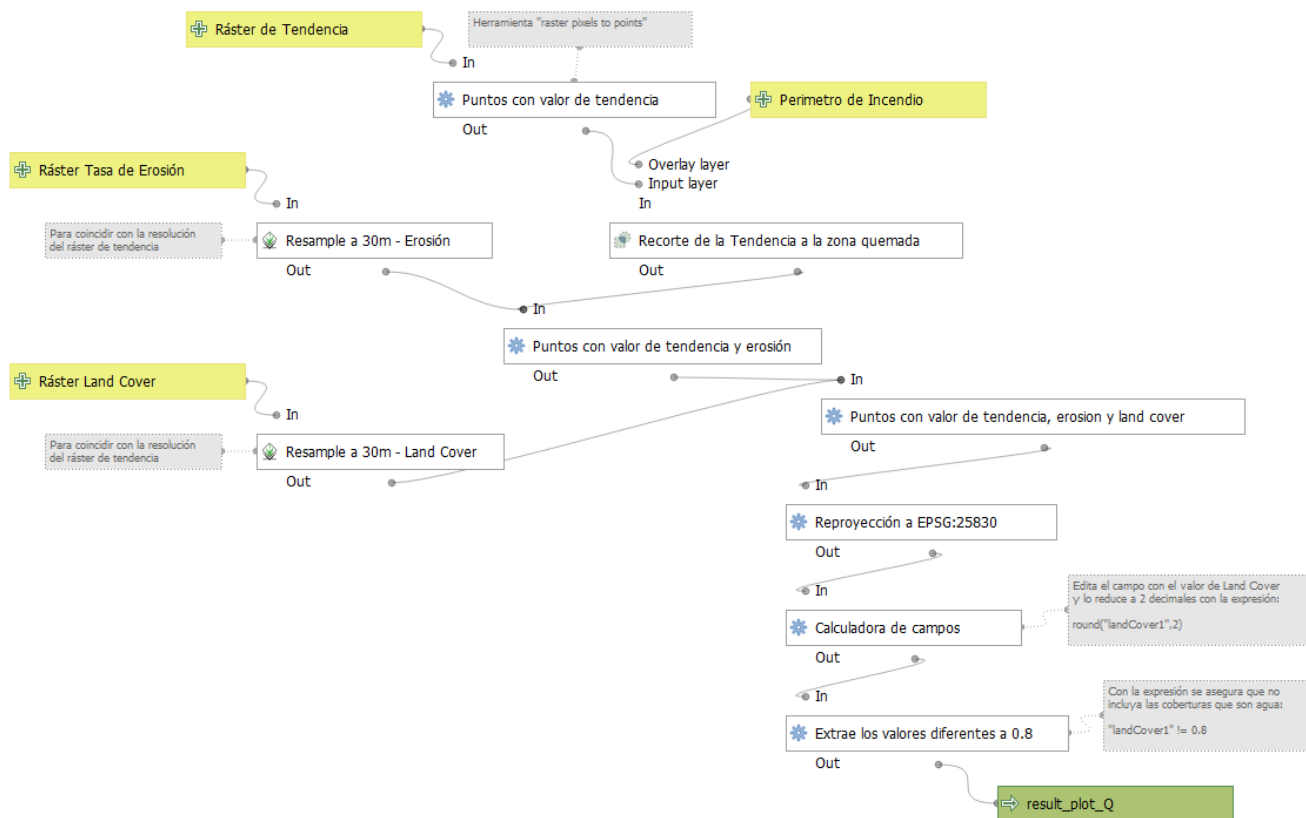 Ráster de Tendencia
Herramienta "raster pixels to points"
In
Puntos con valor de tendencia
Out
Perimetro de Incendio
Overlay layer
Input layer
In
Ráster Tasa de Erosión
In
Para coincidir con la resolución
del ráster de tendencia
Resample a 30m - Erosión
Out
Recorte de la Tendencia a la zona quemada
Out
In
Puntos con valor de tendencia y erosión
Out
Ráster Land Cover
In
Para coincidir con la resolución
del ráster de tendencia
Resample a 30m - Land Cover
Out
In
Puntos con valor de tendencia, erosion y land cover
Out
In
Reproyección a EPSG:25830
Out
In
Calculadora de campos
Out
Edita el campo con el valor de Land Cover
y lo reduce a 2 decimales con la expresión:
round("landCover1",2)
In
Extrae los valores diferentes a 0.8
Out
Con la expresión se asegura que no
incluya las coberturas que son agua:
"landCover1" != 0.8
result_plot_Q